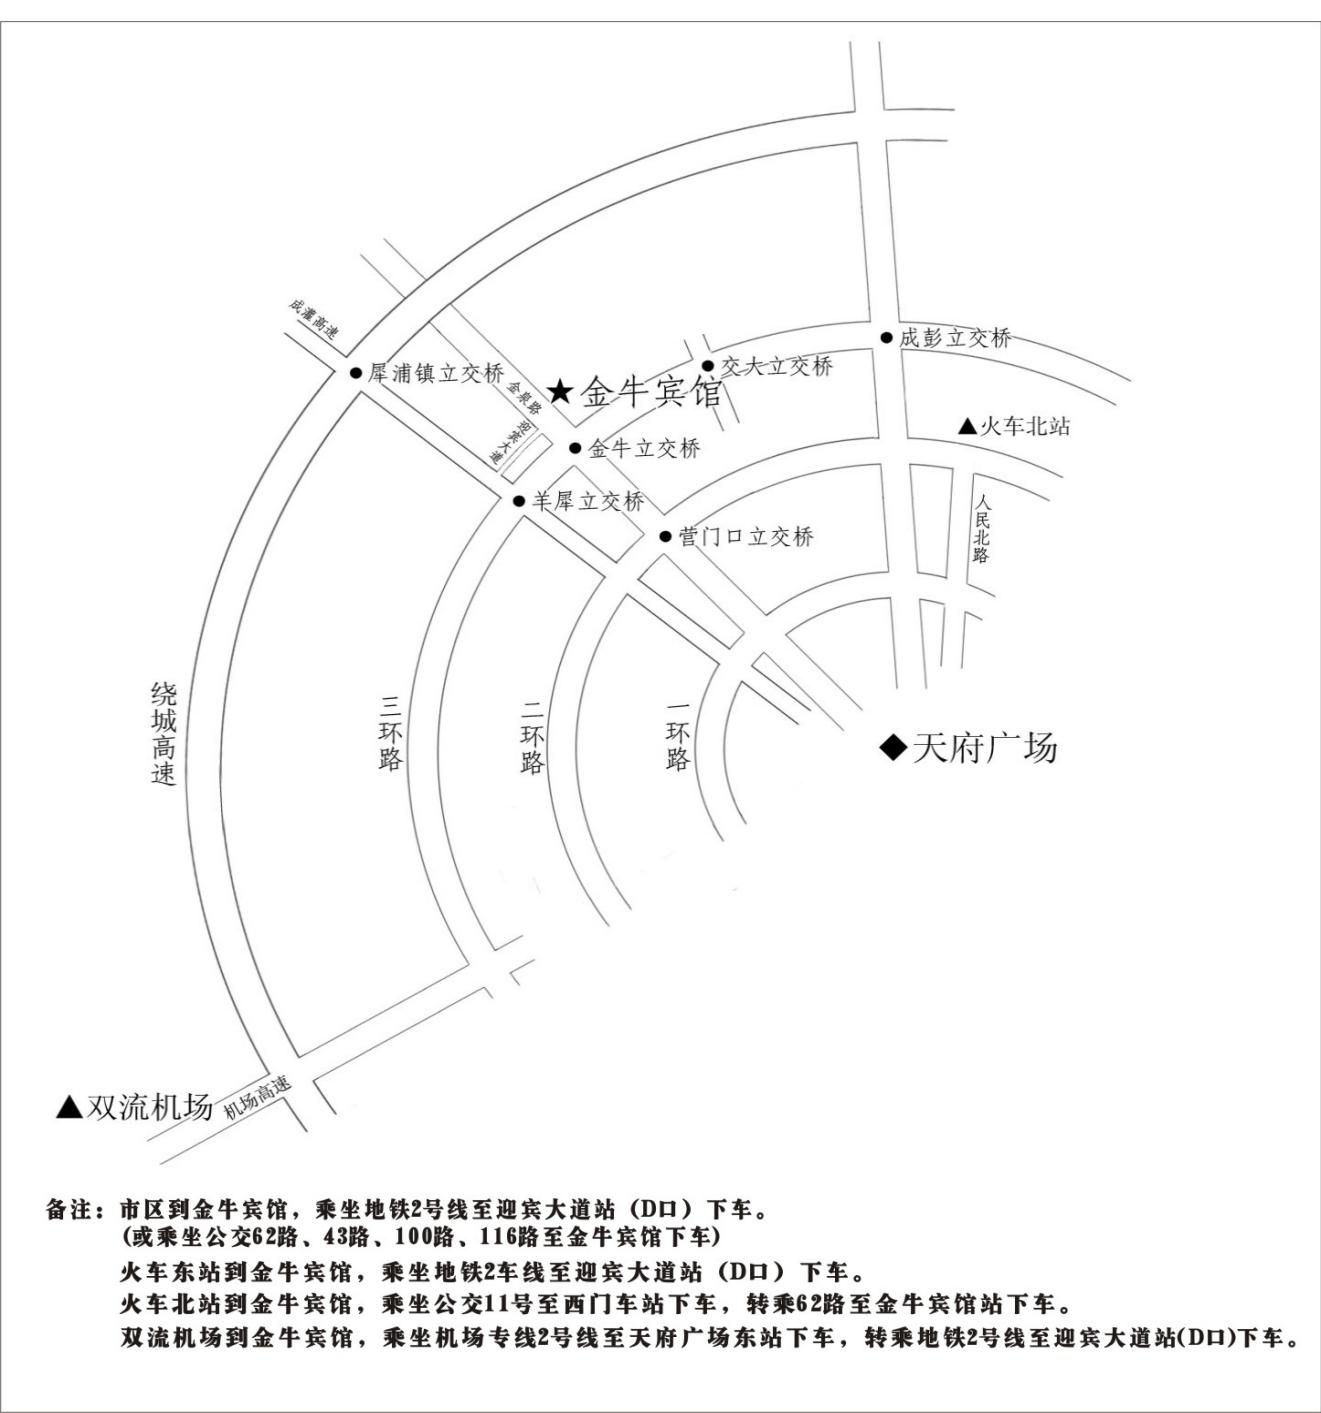 成灌高速
犀浦镇立交桥
金泉路
迎宾大道
★金牛宾馆
交大立交桥
成彭立交桥
▲火车北站
金牛立交桥
羊犀立交桥
营门口立交桥
人民北路
绕城高速
三环路
二环路
一环路
◆天府广场
▲双流机场
机场高速
备注：市区到金牛宾馆，乘坐地铁2号线至迎宾大道站（D口）下车。
(或乘坐公交62路、43路、100路、116路至金牛宾馆下车)
火车东站到金牛宾馆，乘坐地铁2车线至迎宾大道站（D口）下车。
火车北站到金牛宾馆，乘坐公交11号至西门车站下车，转乘62路至金牛宾馆站下车。
双流机场到金牛宾馆，乘坐机场专线2号线至天府广场东站下车，转乘地铁2号线至迎宾大道站(D口)下车。